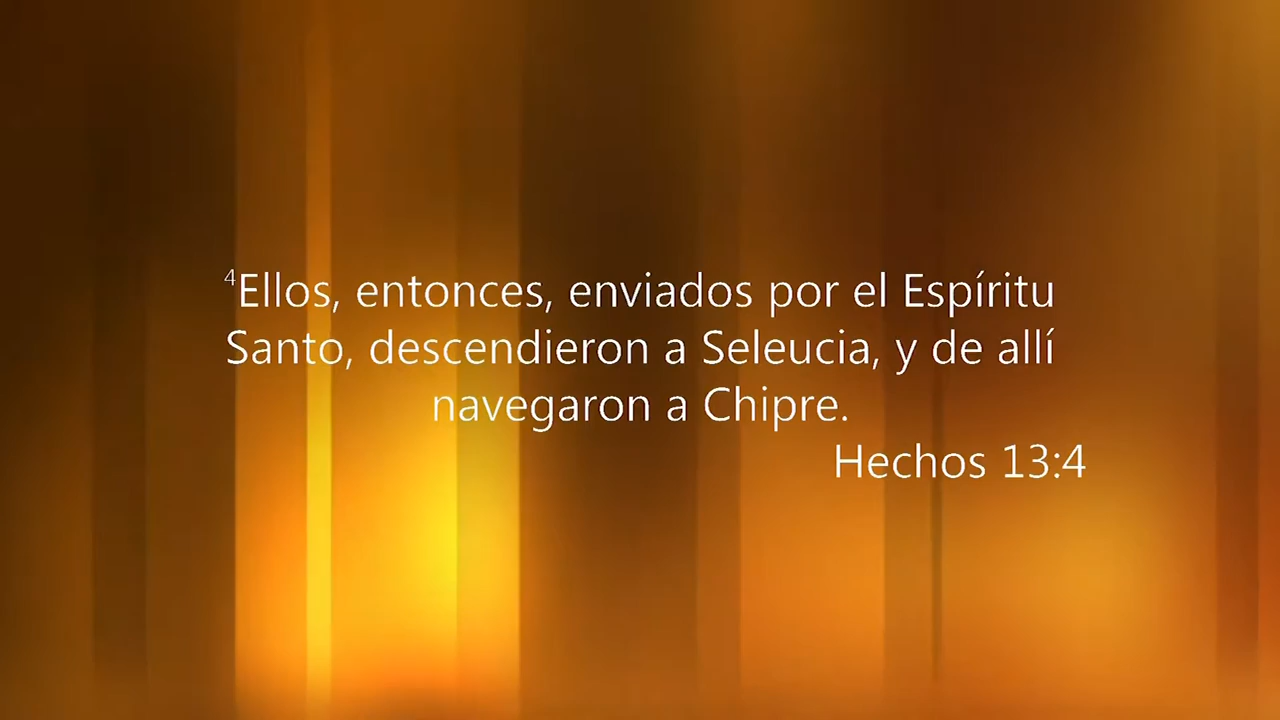 ⁴Ellos, entonces, enviados por el Espíritu
Santo, descendieron a Seleucia, y de allí
navegaron a Chipre.
Hechos 13:4